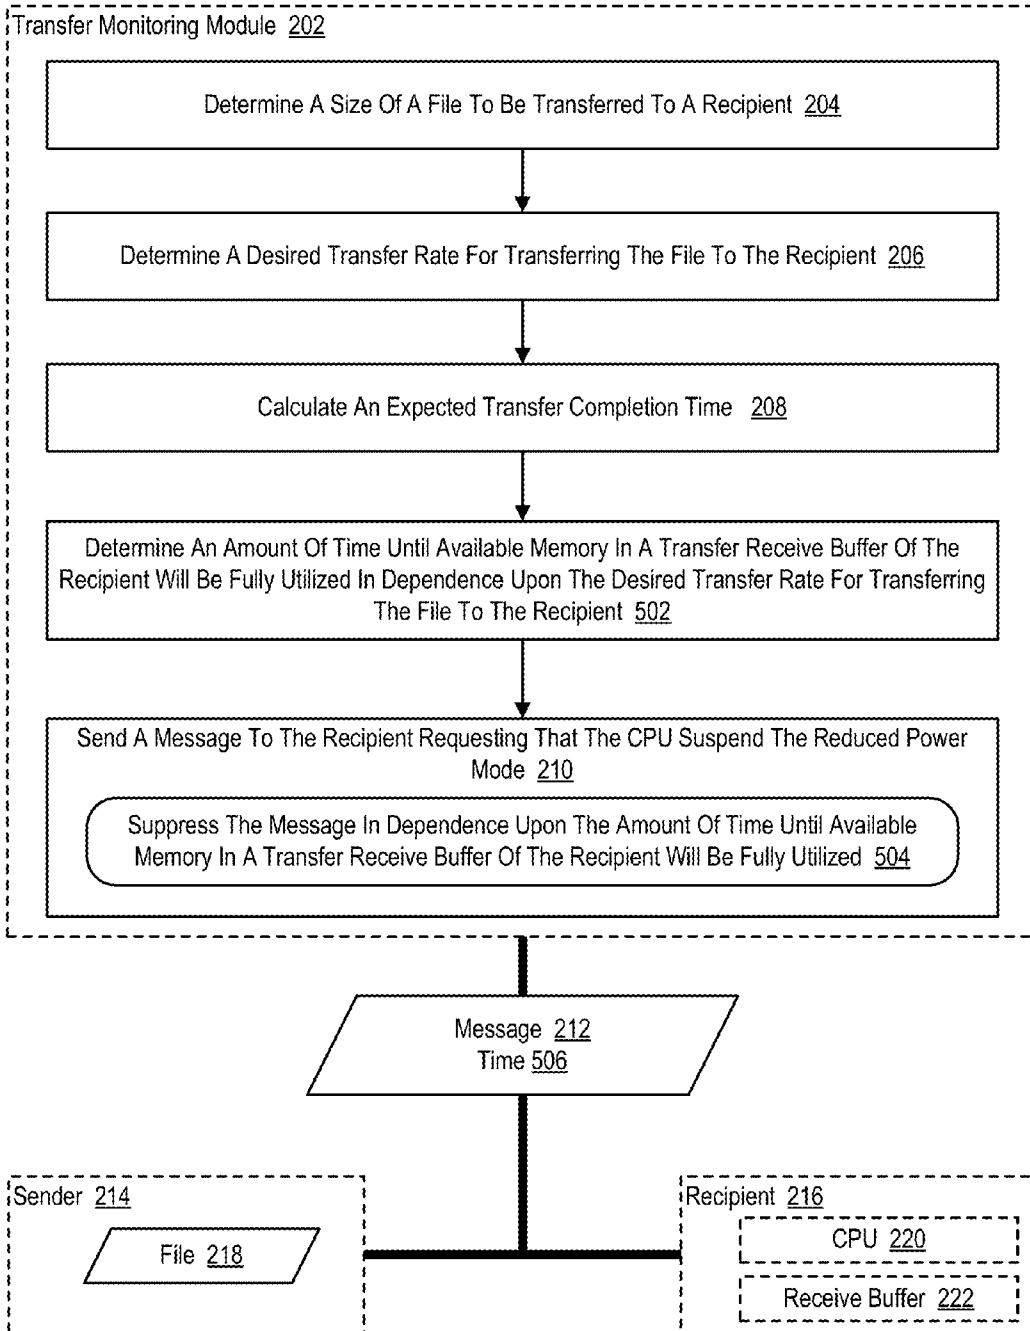 Transfer Monitoring Module 202
Determine A Size Of A File To Be Transferred To A Recipient 204
Determine A Desired Transfer Rate For Transferring The File To The Recipient 206
Calculate An Expected Transfer Completion Time 208
Determine An Amount Of Time Until Available Memory In A Transfer Receive Buffer Of The
Recipient Will Be Fully Utilized In Dependence Upon The Desired Transfer Rate For Transferring
The File To The Recipient 502
Send A Message To The Recipient Requesting That The CPU Suspend The Reduced Power
Mode 210
Suppress The Message In Dependence Upon The Amount Of Time Until Available
Memory In A Transfer Receive Buffer Of The Recipient Will Be Fully Utilized 504
Message 212
Time 506
Sender 214
File 218
Recipient 216
CPU 220
Receive Buffer 222